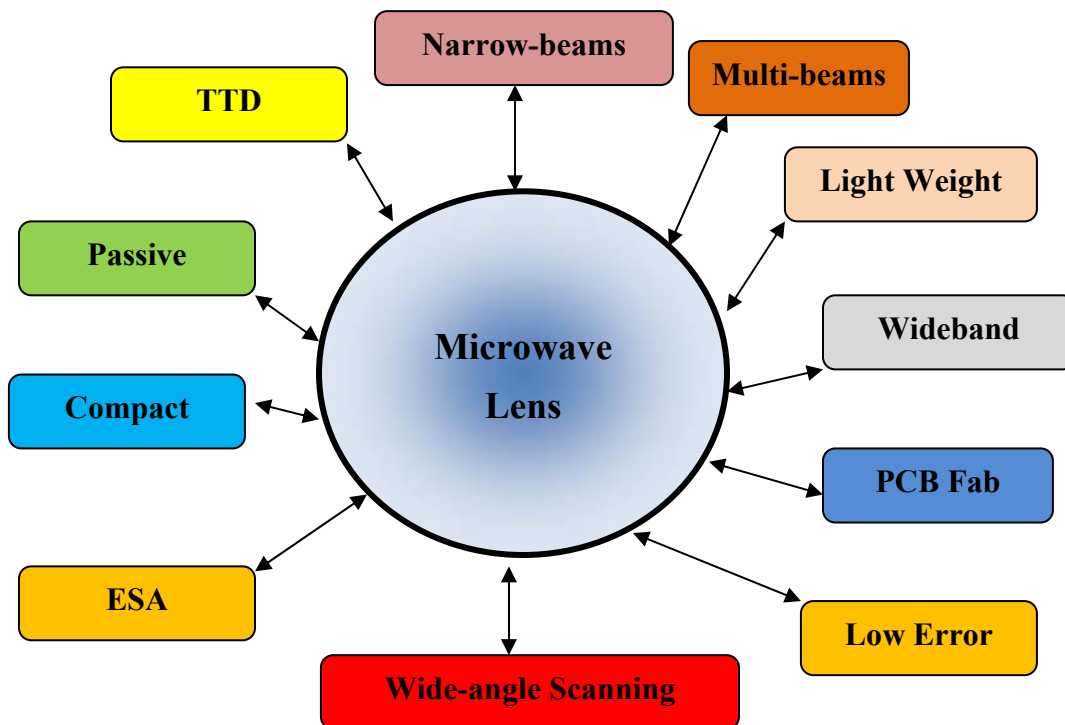 Narrow-beams
Multi-beams
TTD
Light Weight
Passive
Wideband
Microwave
Lens
Compact
PCB Fab
ESA
Low Error
Wide-angle Scanning